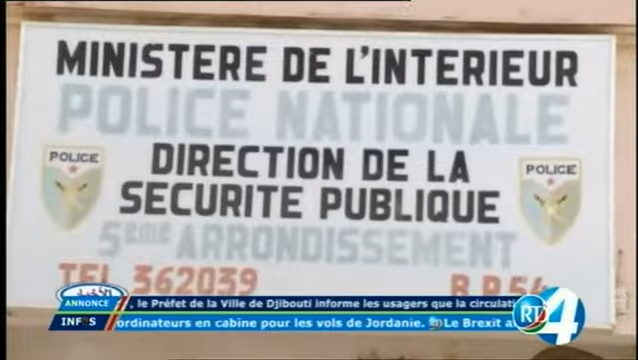 MINISTERE DE L'INTERIEUR
POLICE NATIONALE
DIRECTION DE LA
POLICE
POLICE
SECURITE PUBLIQUE
5EME ARRONDISSEMENT
TEL 362039 B.P.54
ANNONCE , le Préfet de la Ville de Djibouti informe les usagers que la circulati
INFOS ordinateurs en cabine pour les vols de Jordanie. Le Brexit a
RTD 4